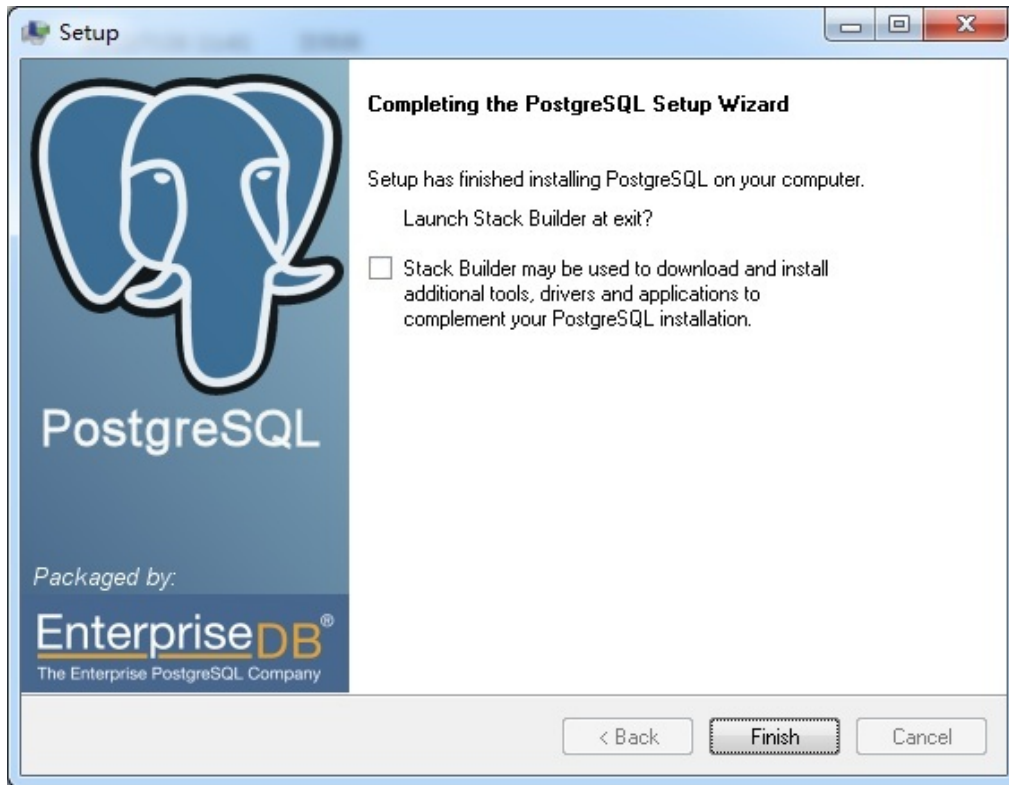 Setup
Completing the PostgreSQL Setup Wizard
Setup has finished installing PostgreSQL on your computer.
Launch Stack Builder at exit?
Stack Builder may be used to download and install
additional tools, drivers and applications to
complement your PostgreSQL installation.
PostgreSQL
Packaged by:
EnterpriseDB®
The Enterprise PostgreSQL Company
< Back
Finish
Cancel